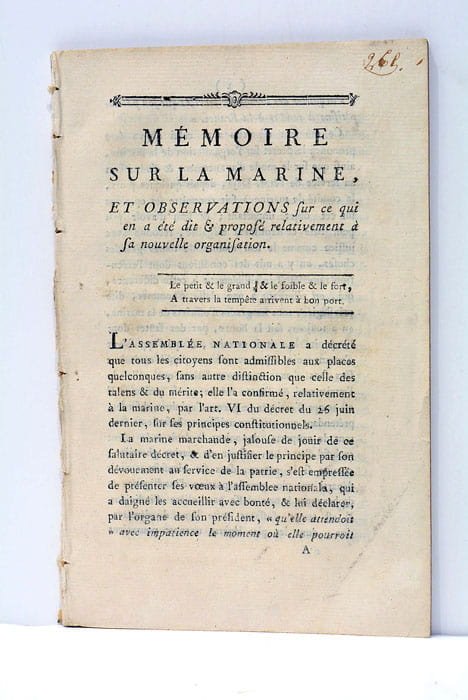 268.
MÉMOIRE
SUR LA MARINE,
ET OBSERVATIONS ſur ce qui
en a été dit & propoſé relativement à
ſa nouvelle organiſation.
Le petit & le grand, & le foible & le fort,
A travers la tempête arrivent à bon port.
L'ASSEMBLÉE NATIONALE a décrété
que tous les citoyens ſont admiſſibles aux places
quelconques, ſans autre diſtinction que celle des
talens & du mérite; elle l'a confirmé, relativement
à la marine, par l'art. VI du décret du 26 juin
dernier, ſur ſes principes conſtitutionnels.
La marine marchande, jalouſe de jouir de ce
ſalutaire décret, & d'en juſtifier le principe par ſon
dévouement au ſervice de la patrie, s'eſt empreſſée
de préſenter ſes vœux à l'aſſemblée nationale, qui
a daigné les accueillir avec bonté, & lui déclarer,
par l'organe de ſon préſident, « qu'elle attendoit
» avec impatience le moment où elle pourroit
A